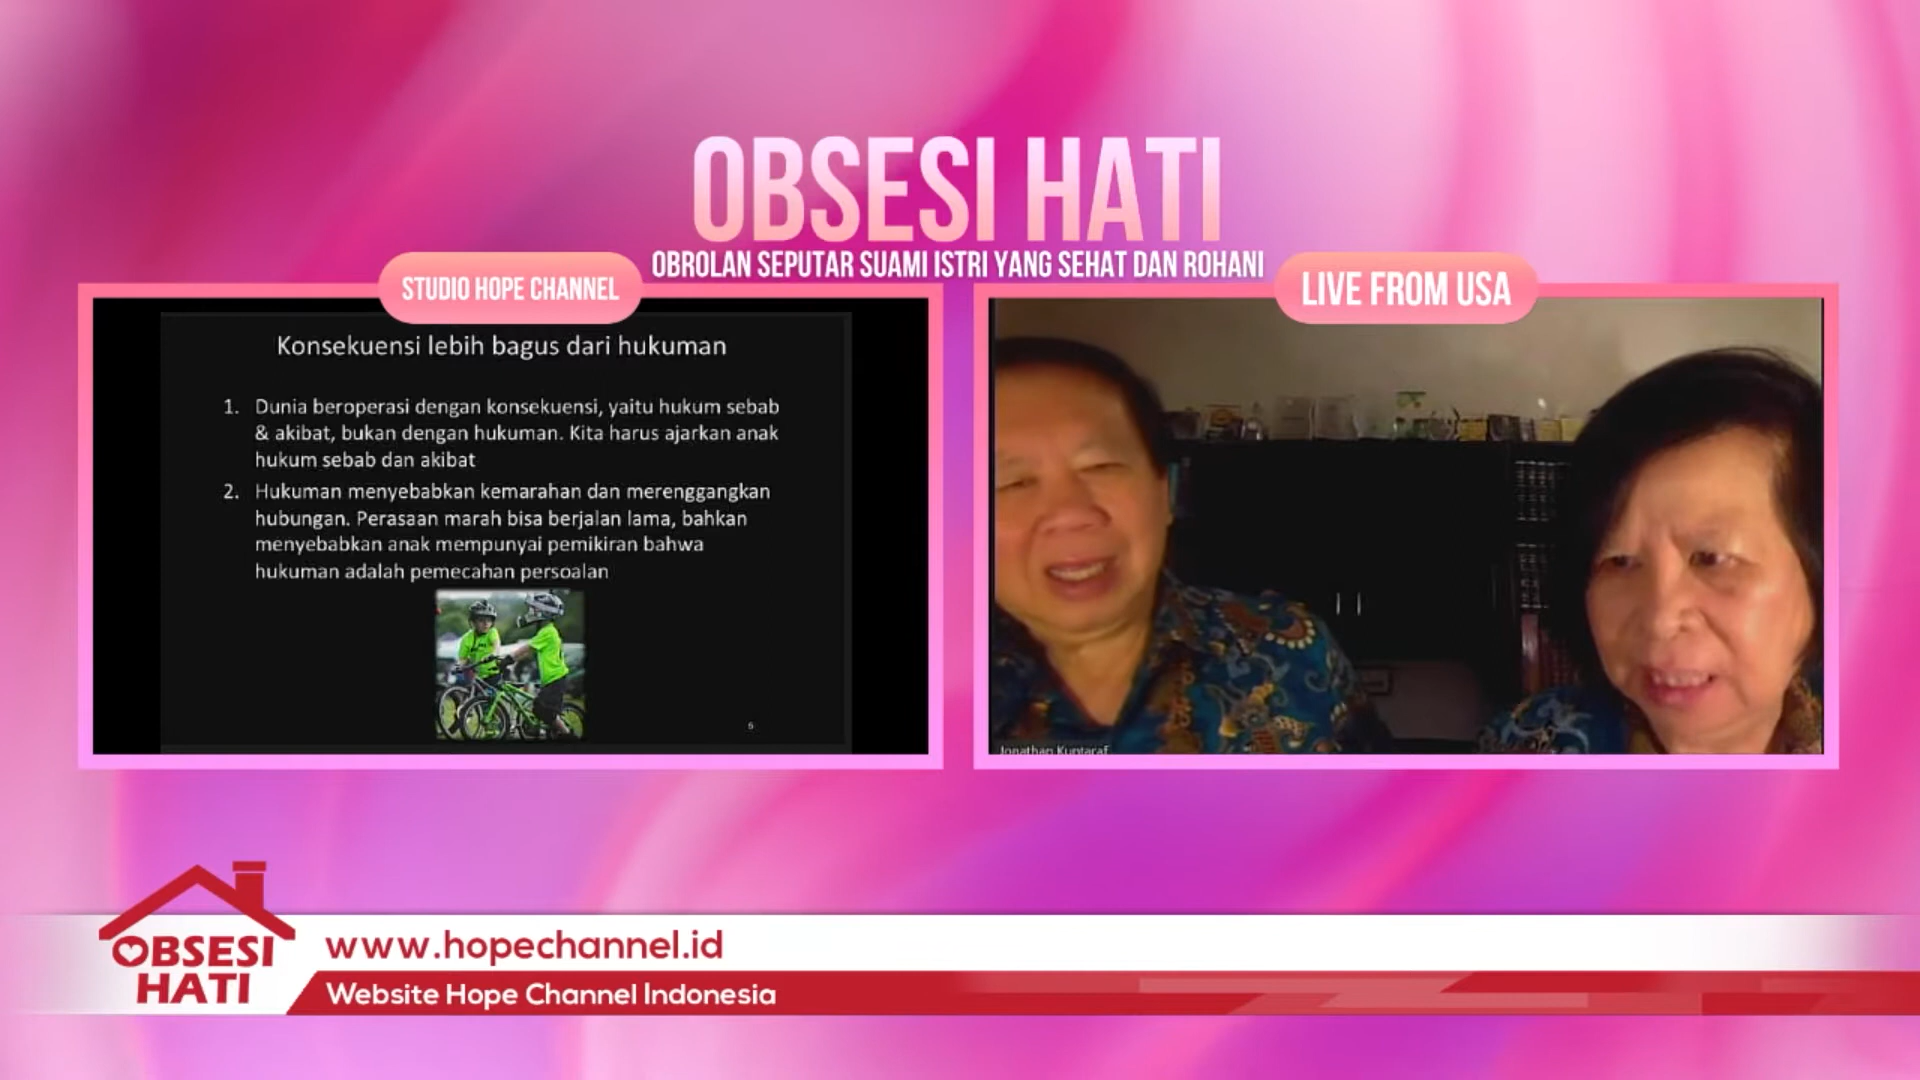 OBSESI HATI
OBROLAN SEPUTAR SUAMI ISTRI YANG SEHAT DAN ROHANI
STUDIO HOPE CHANNEL
LIVE FROM USA
Konsekuensi lebih bagus dari hukuman
1. Dunia beroperasi dengan konsekuensi, yaitu hukum sebab
& akibat, bukan dengan hukuman. Kita harus ajarkan anak
hukum sebab dan akibat
2. Hukuman menyebabkan kemarahan dan merenggangkan
hubungan. Perasaan marah bisa berjalan lama, bahkan
menyebabkan anak mempunyai pemikiran bahwa
hukuman adalah pemecahan persoalan
6
Jonathan Kuntaraf
OBSESI
HATI
www.hopechannel.id
Website Hope Channel Indonesia